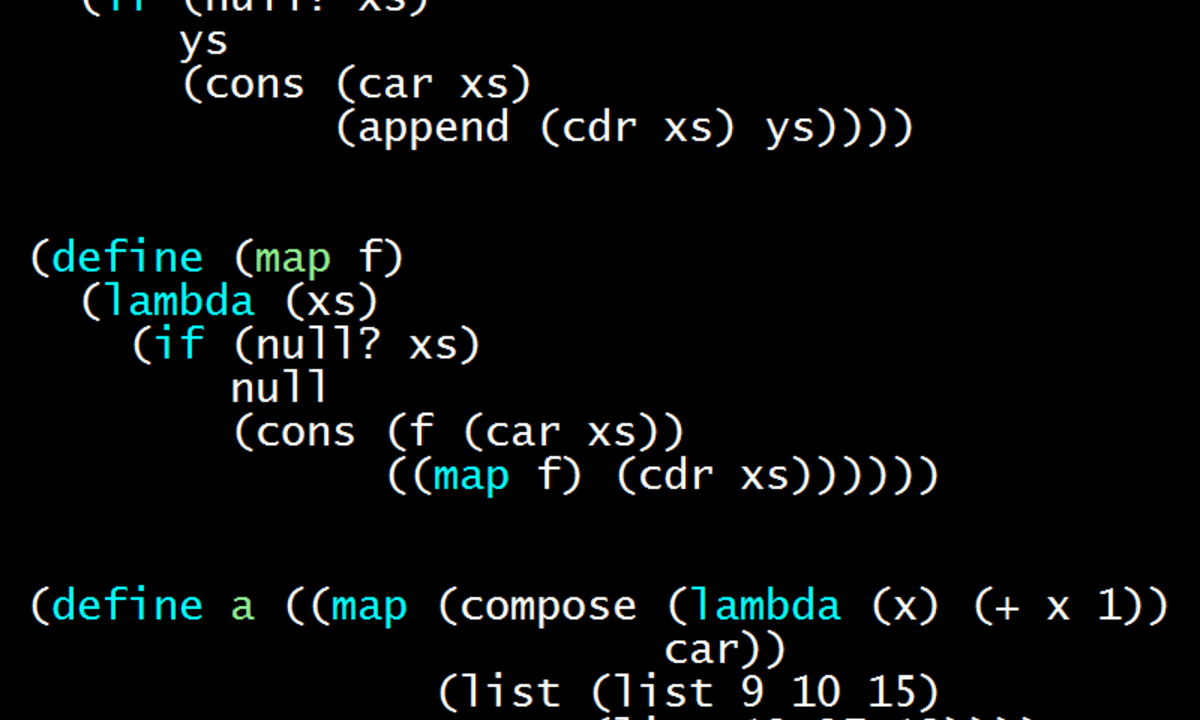 (if (null? xs)
ys
(cons (car xs)
(append (cdr xs) ys))))
(define (map f)
(lambda (xs)
(if (null? xs)
null
(cons (f (car xs))
((map f) (cdr xs))))))
(define a ((map (compose (lambda (x) (+ x 1))
car))
(list (list 9 10 15)